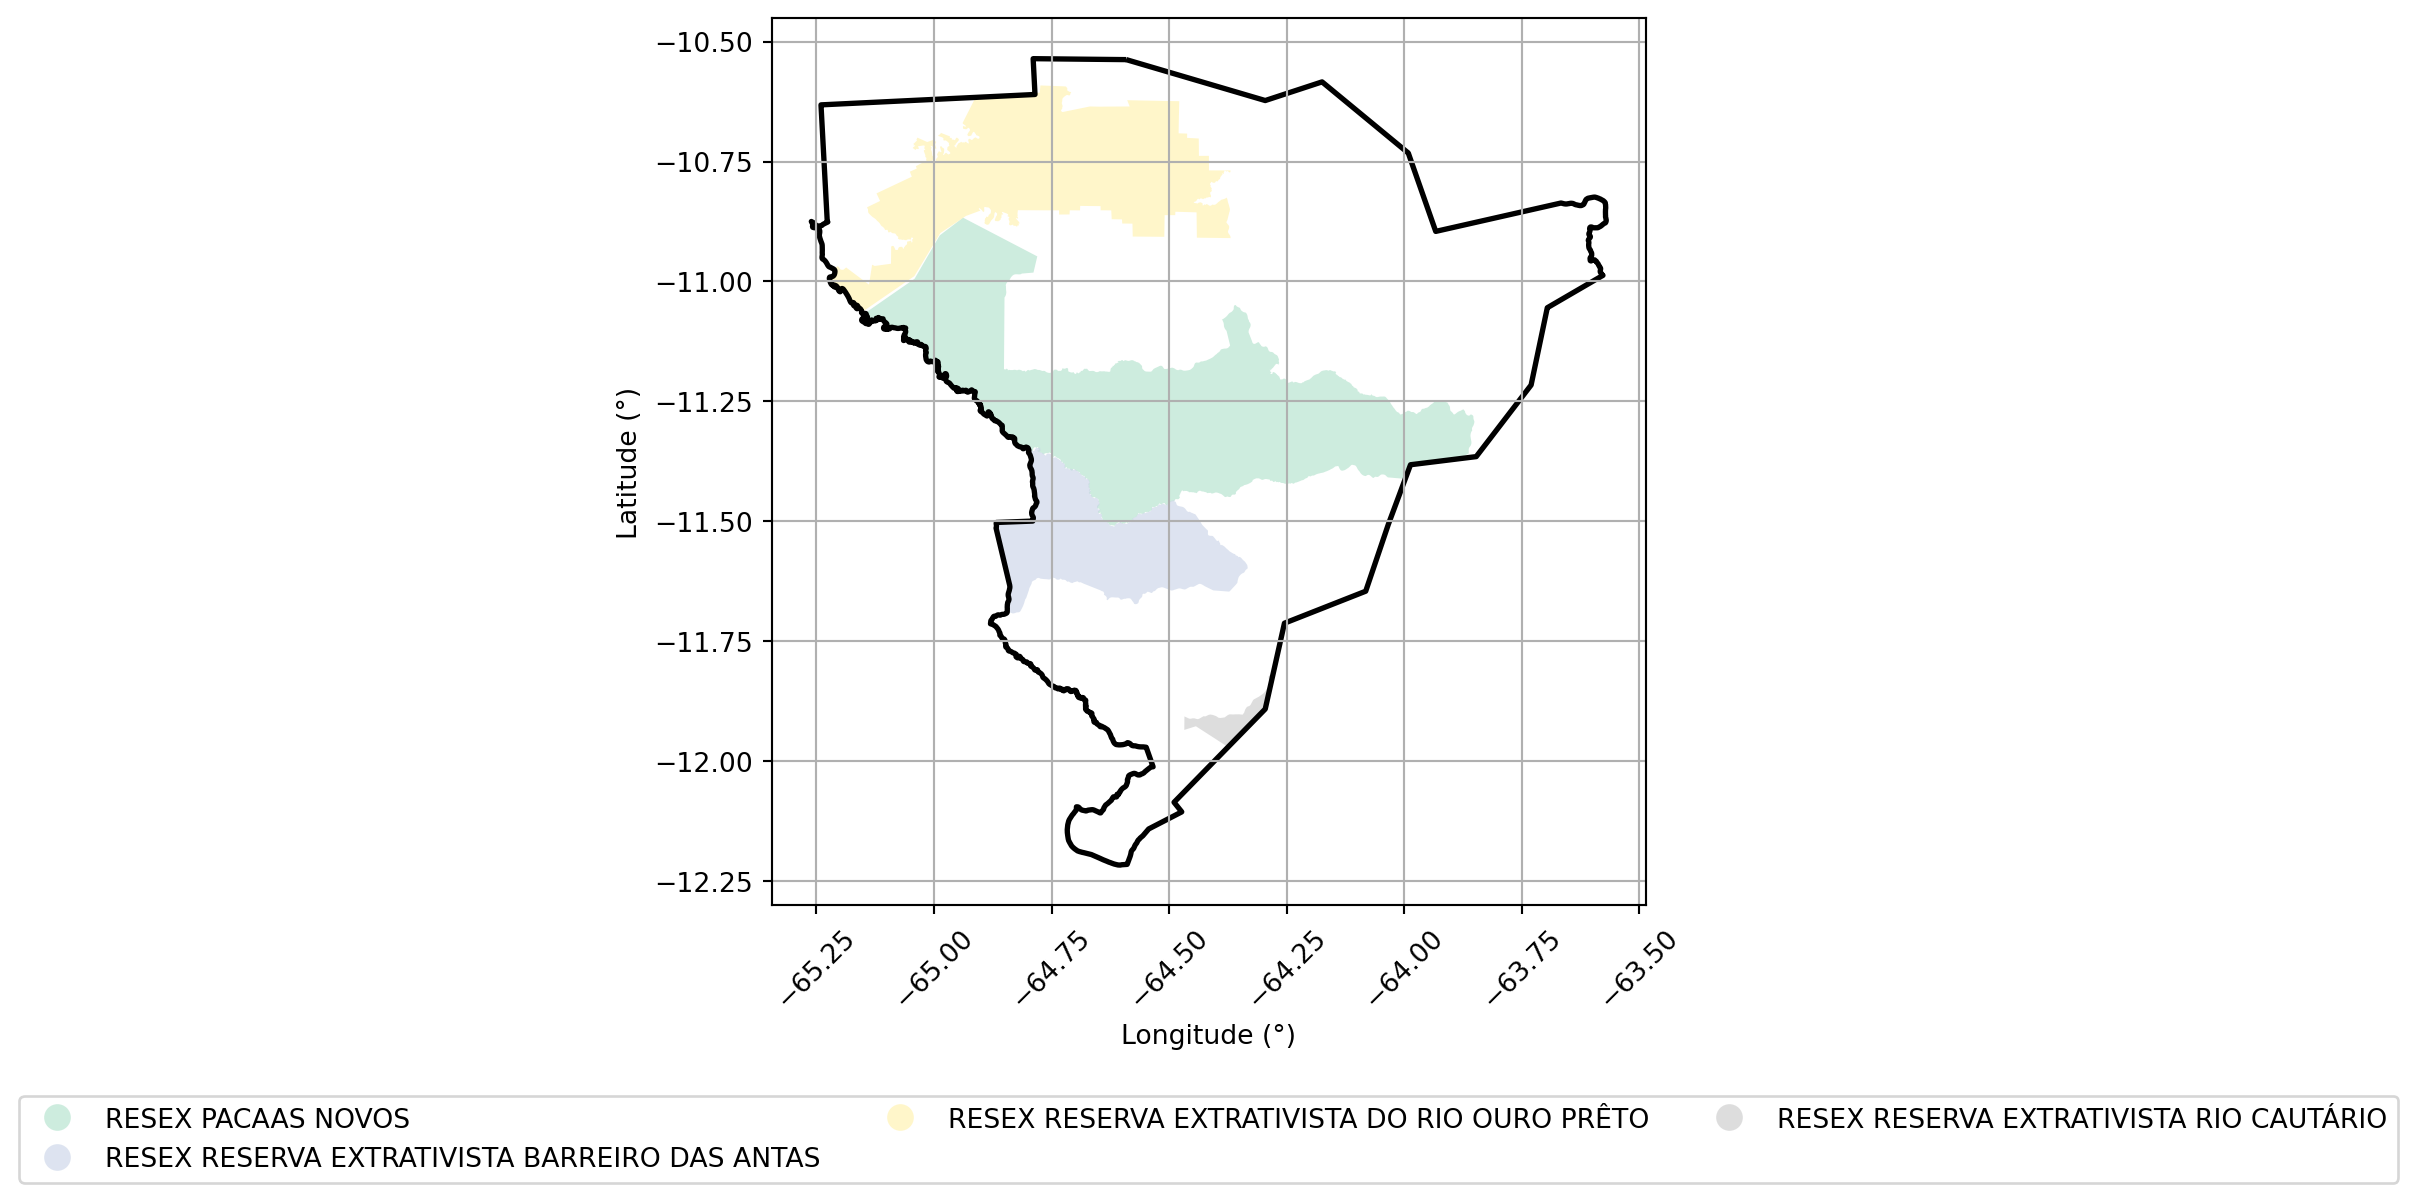 −10.50
−10.75
−11.00
−11.25
−11.50
−11.75
−12.00
−12.25
Latitude (°)
−65.25
−65.00
−64.75
−64.50
−64.25
−64.00
−63.75
−63.50
Longitude (°)
RESEX PACAAS NOVOS
RESEX RESERVA EXTRATIVISTA BARREIRO DAS ANTAS
RESEX RESERVA EXTRATIVISTA DO RIO OURO PRÊTO
RESEX RESERVA EXTRATIVISTA RIO CAUTÁRIO